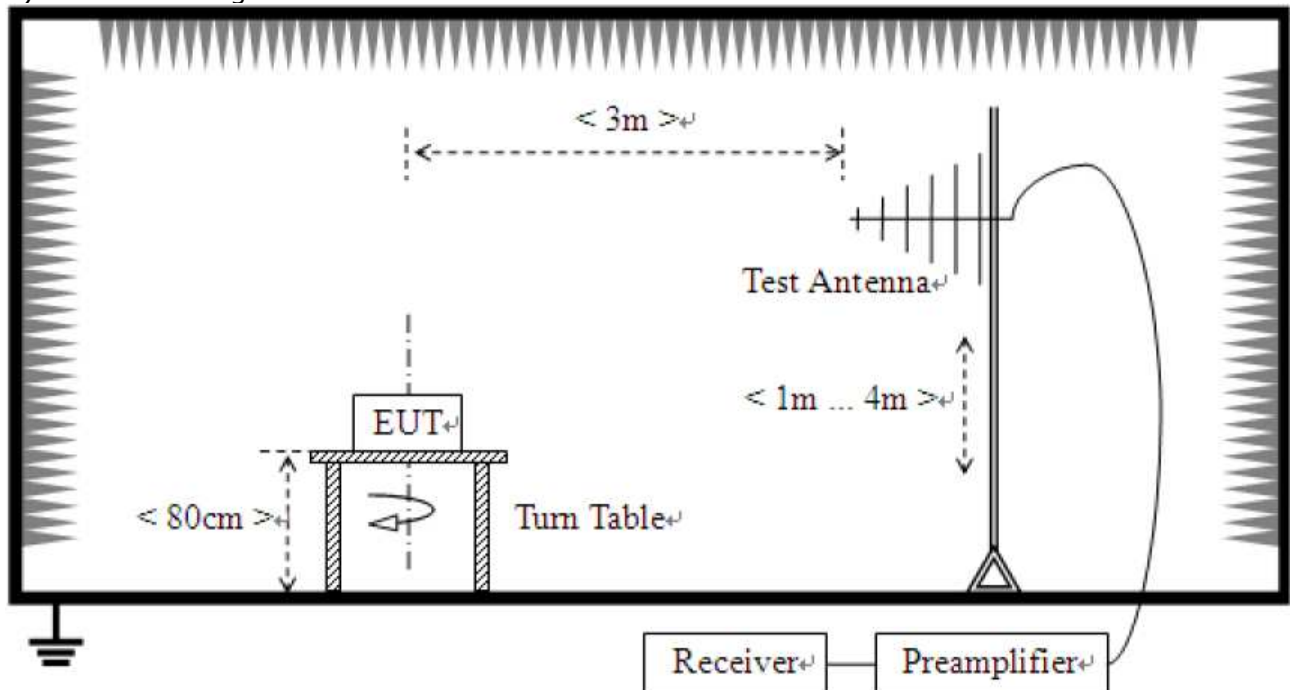 < 3m >↵
Test Antenna↵
< 1m ... 4m >↵
EUT↵
< 80cm >↵
Turn Table↵
Receiver↵
Preamplifier↵